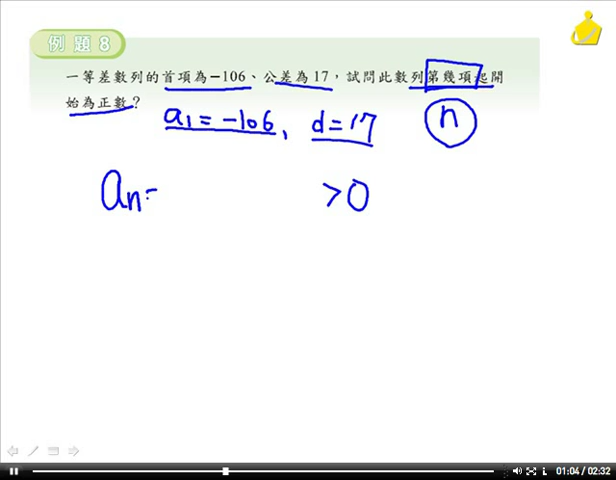 例題8
一等差數列的首項為-106、公差為17,試問此數列第幾項起開
始為正數?
a₁=-106, d=17
n
aₙ= >0
01:04 / 02:32